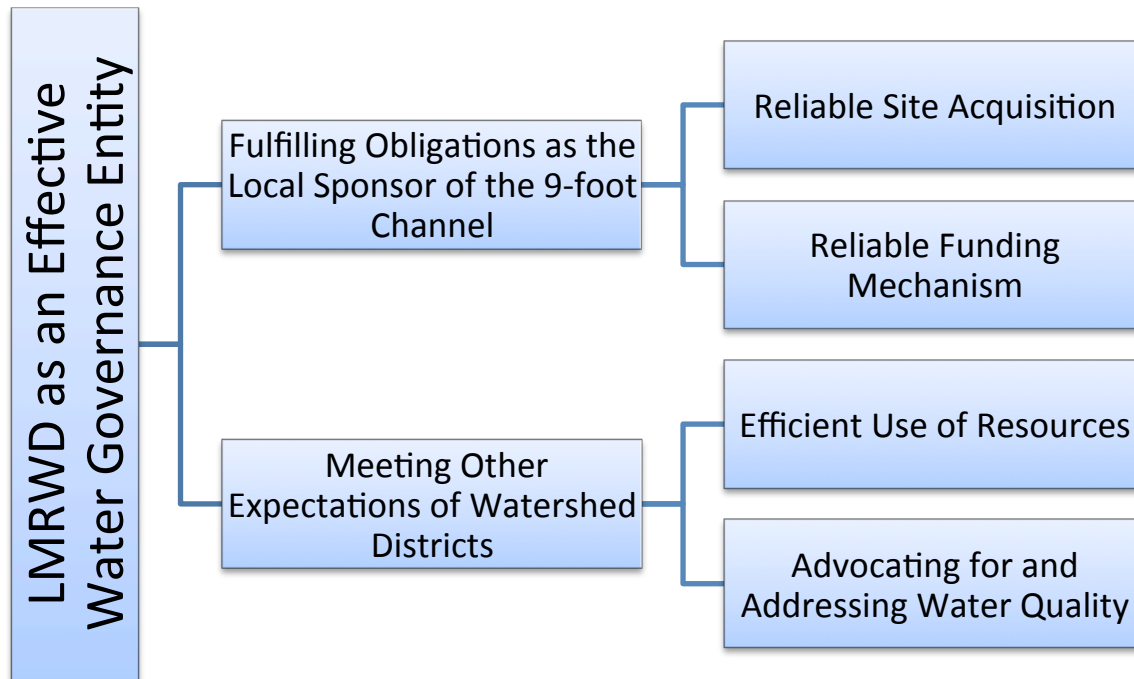 LMRWD as an Effective
Water Governance Entity
Fulfilling Obligations as the
Local Sponsor of the 9-foot
Channel
Reliable Site Acquisition
Reliable Funding
Mechanism
Meeting Other
Expectations of Watershed
Districts
Efficient Use of Resources
Advocating for and
Addressing Water Quality